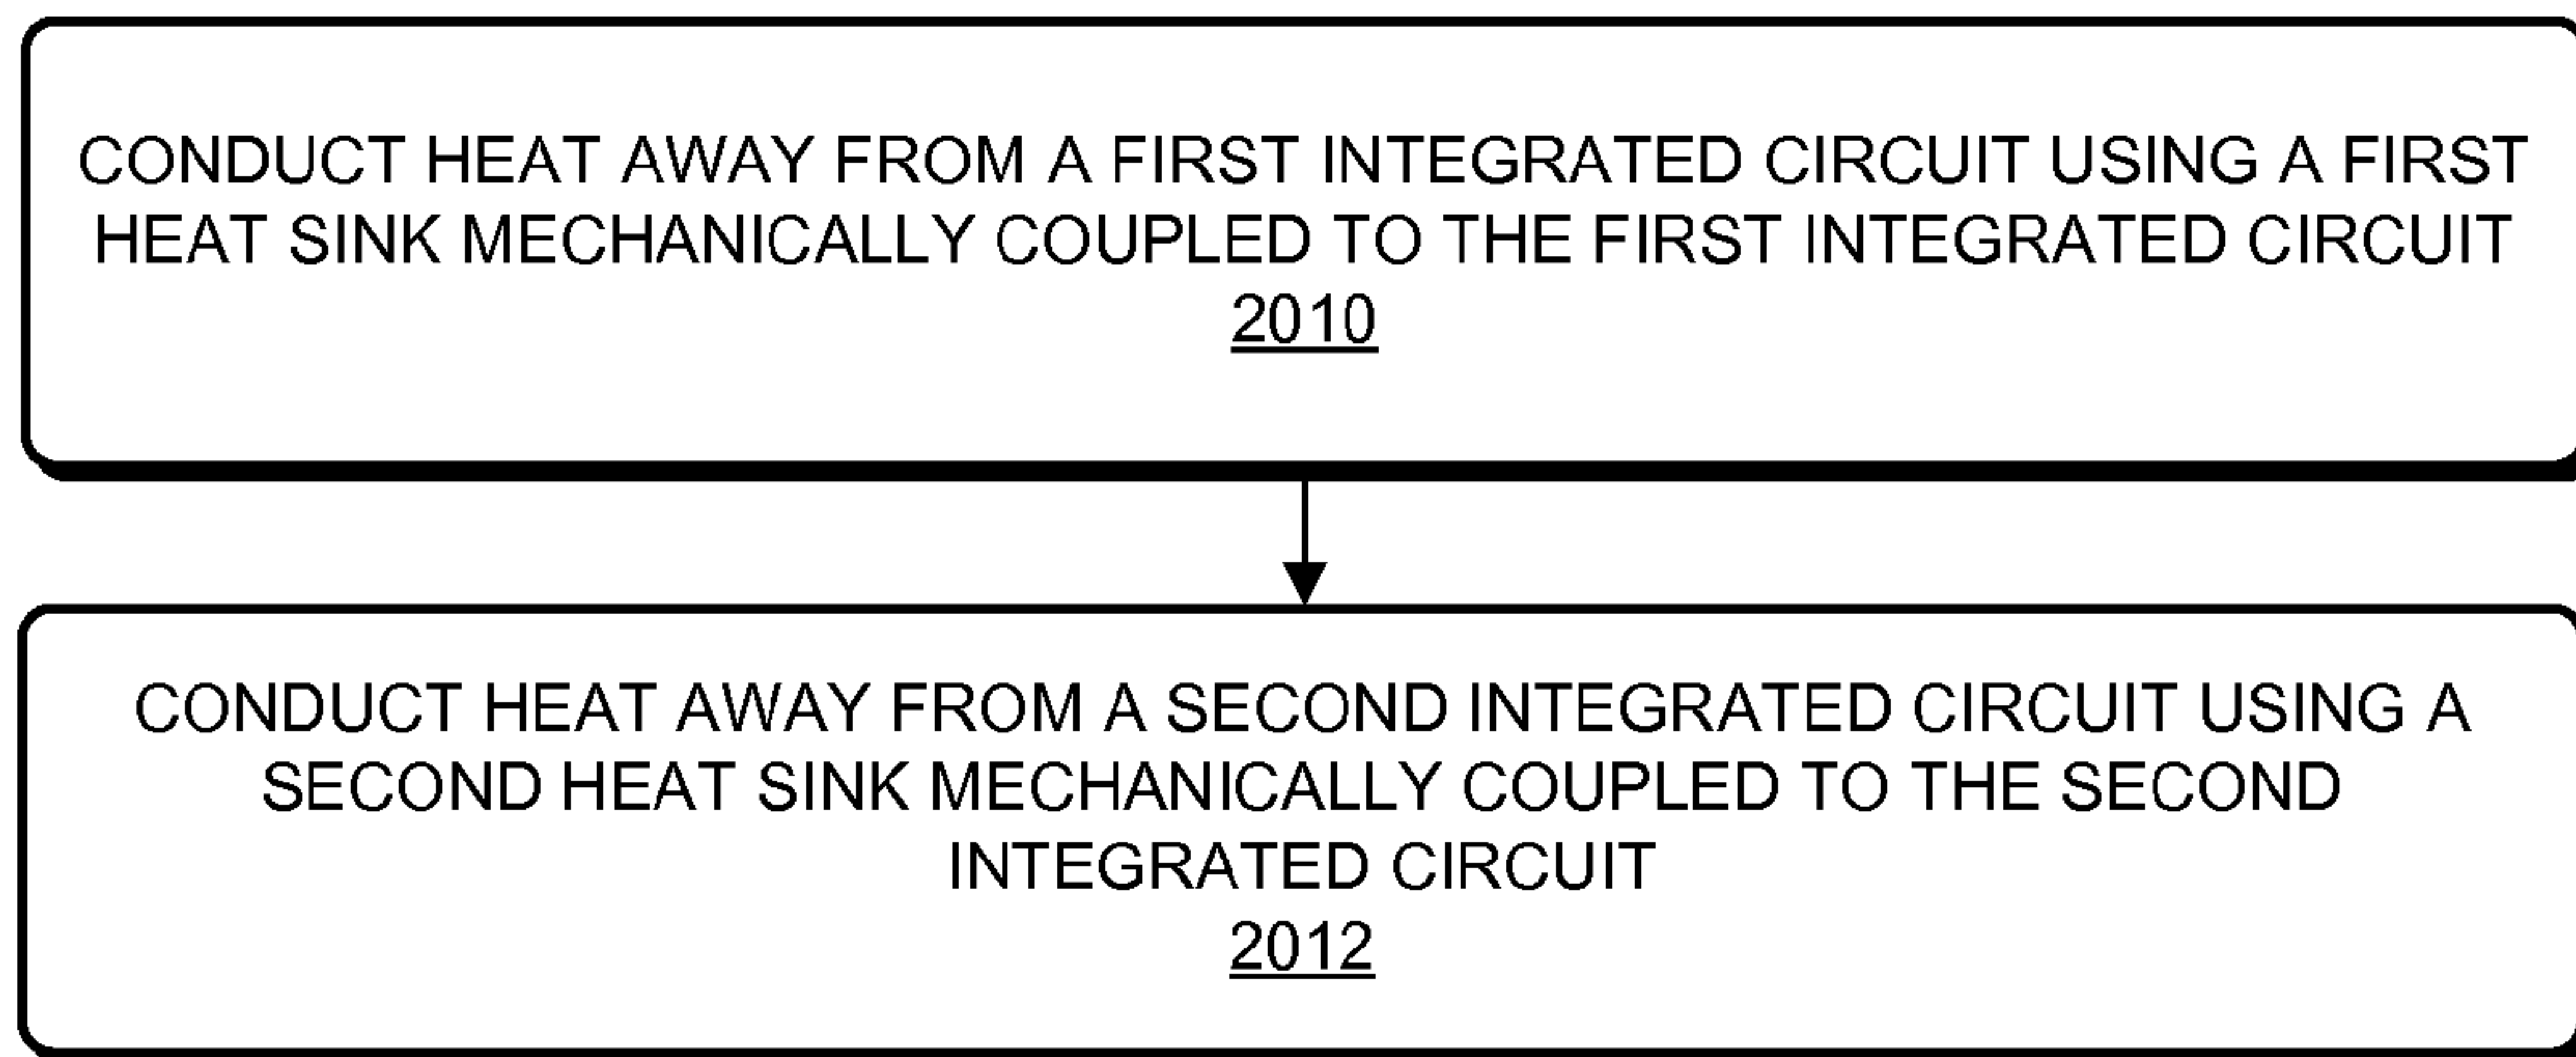 CONDUCT HEAT AWAY FROM A FIRST INTEGRATED CIRCUIT USING A FIRST
HEAT SINK MECHANICALLY COUPLED TO THE FIRST INTEGRATED CIRCUIT
2010
CONDUCT HEAT AWAY FROM A SECOND INTEGRATED CIRCUIT USING A
SECOND HEAT SINK MECHANICALLY COUPLED TO THE SECOND
INTEGRATED CIRCUIT
2012